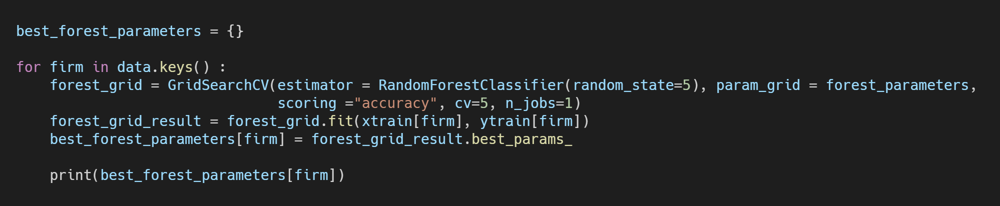 best_forest_parameters = {}
for firm in data.keys() :
    forest_grid = GridSearchCV(estimator = RandomForestClassifier(random_state=5), param_grid = forest_parameters,
                               scoring ="accuracy", cv=5, n_jobs=1)
    forest_grid_result = forest_grid.fit(xtrain[firm], ytrain[firm])
    best_forest_parameters[firm] = forest_grid_result.best_params_
    print(best_forest_parameters[firm])